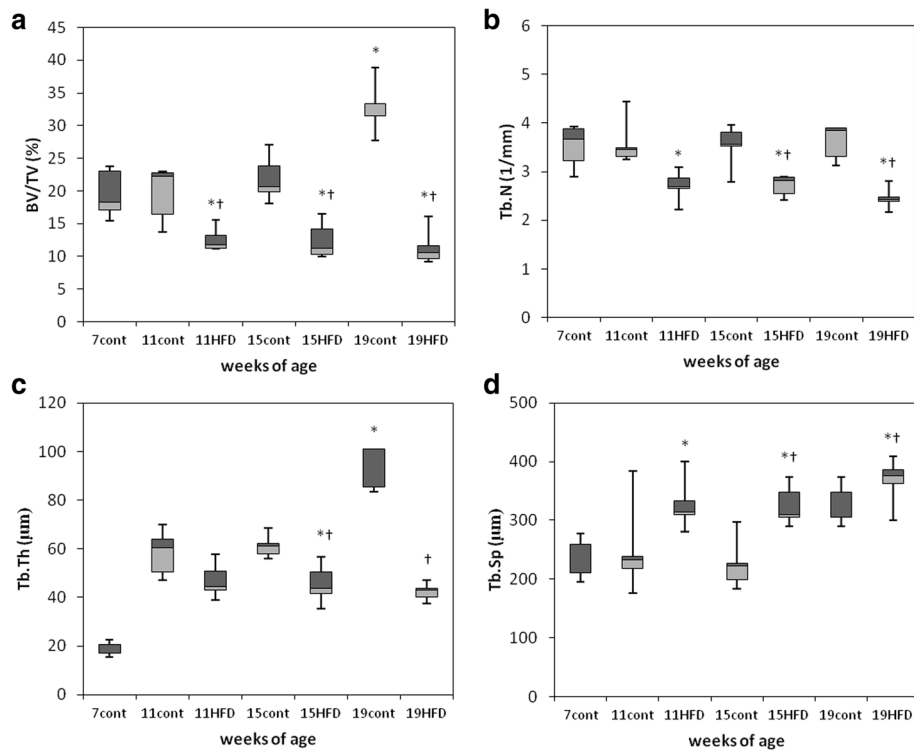 a
BV/TV (%)
45
40
35
30
25
20
15
10
5
0
*† *† * *†
7cont 11cont 11HFD 15cont 15HFD 19cont 19HFD
weeks of age
b
Tb.N (1/mm)
6
5
4
3
2
1
0
* *† *†
7cont 11cont 11HFD 15cont 15HFD 19cont 19HFD
weeks of age
c
Tb.Th (μm)
120
100
80
60
40
20
0
*† * †
7cont 11cont 11HFD 15cont 15HFD 19cont 19HFD
weeks of age
d
Tb.Sp (μm)
500
400
300
200
100
0
* *† *†
7cont 11cont 11HFD 15cont 15HFD 19cont 19HFD
weeks of age